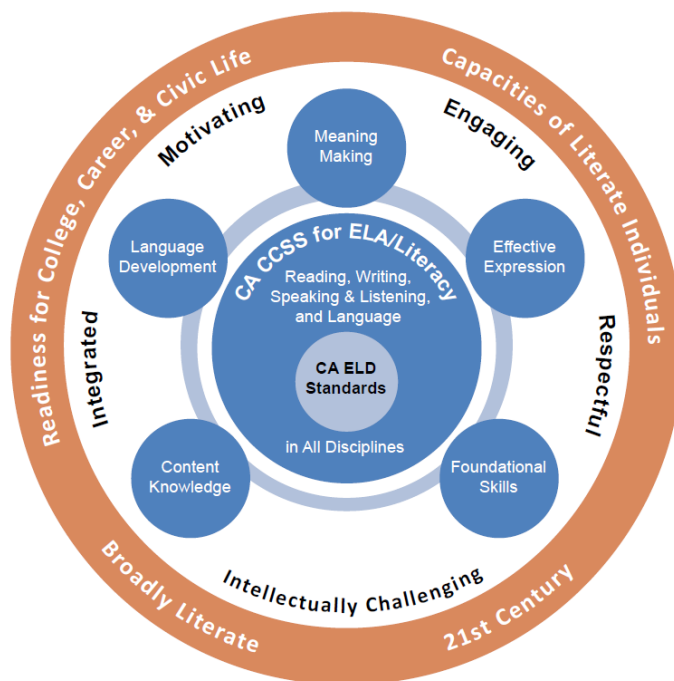 Readiness for College, Career, & Civic Life
Capacities of Literate Individuals
Motivating
Engaging
Meaning
Making
Language
Development
Effective
Expression
CA CCSS for ELA/Literacy
Reading, Writing,
Speaking & Listening,
and Language
CA ELD
Standards
in All Disciplines
Integrated
Respectful
Content
Knowledge
Foundational
Skills
Intellectually Challenging
Broadly Literate
21st Century